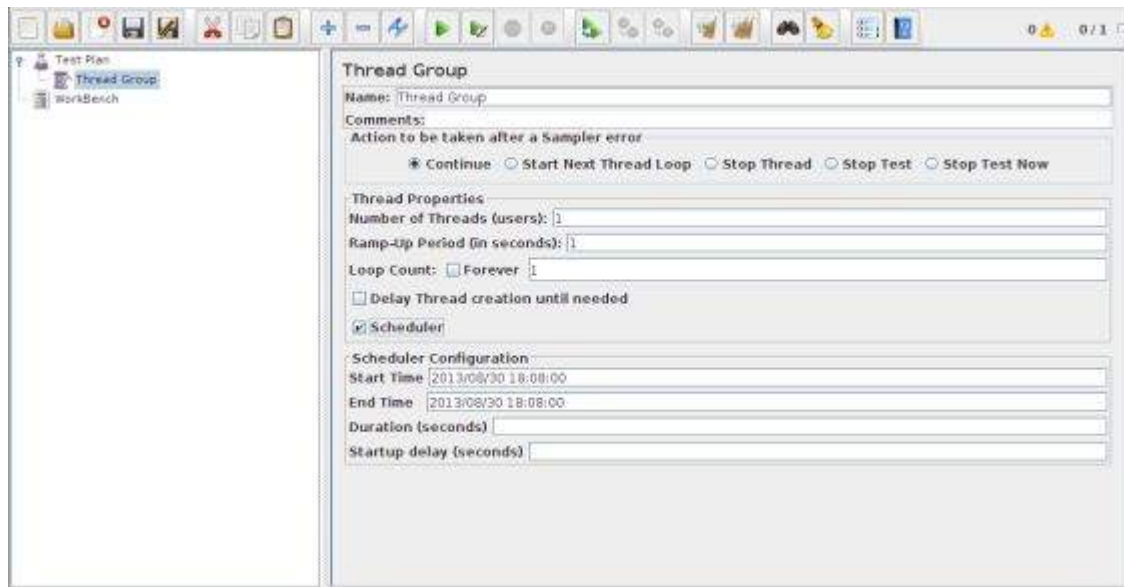 0 0/1
Test Plan
Thread Group
WorkBench
Thread Group
Name: Thread Group
Comments:
Action to be taken after a Sampler error
Continue Start Next Thread Loop Stop Thread Stop Test Stop Test Now
Thread Properties
Number of Threads (users): 1
Ramp-Up Period (in seconds): 1
Loop Count: Forever 1
Delay Thread creation until needed
Scheduler
Scheduler Configuration
Start Time 2013/08/30 18:08:00
End Time 2013/08/30 18:08:00
Duration (seconds)
Startup delay (seconds)